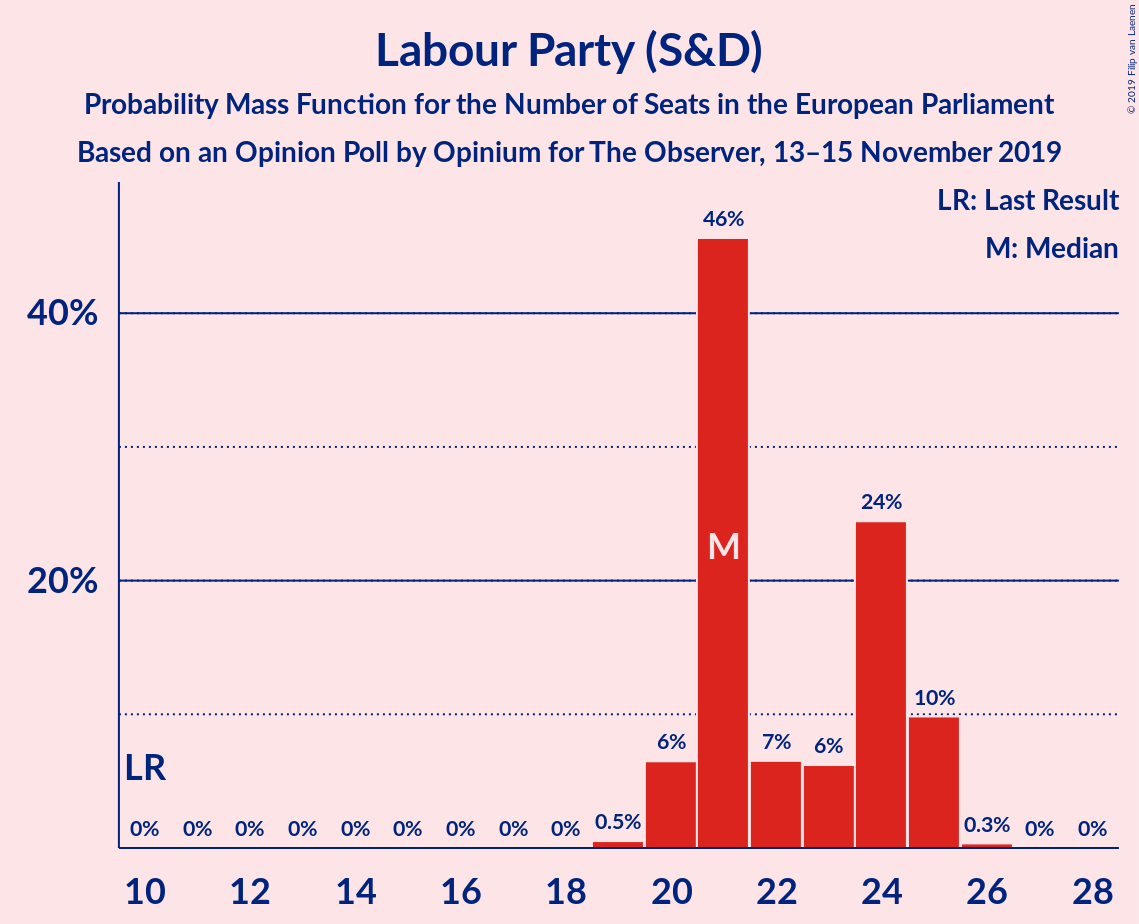 Labour Party (S&D)
Probability Mass Function for the Number of Seats in the European Parliament
Based on an Opinion Poll by Opinium for The Observer, 13–15 November 2019
© 2019 Filip van Laenen
LR: Last Result
M: Median
40%
20%
46%
24%
10%
6%
7%
6%
M
LR
0% 0% 0% 0% 0% 0% 0% 0% 0% 0.5% 0.3% 0% 0%
10 12 14 16 18 20 22 24 26 28